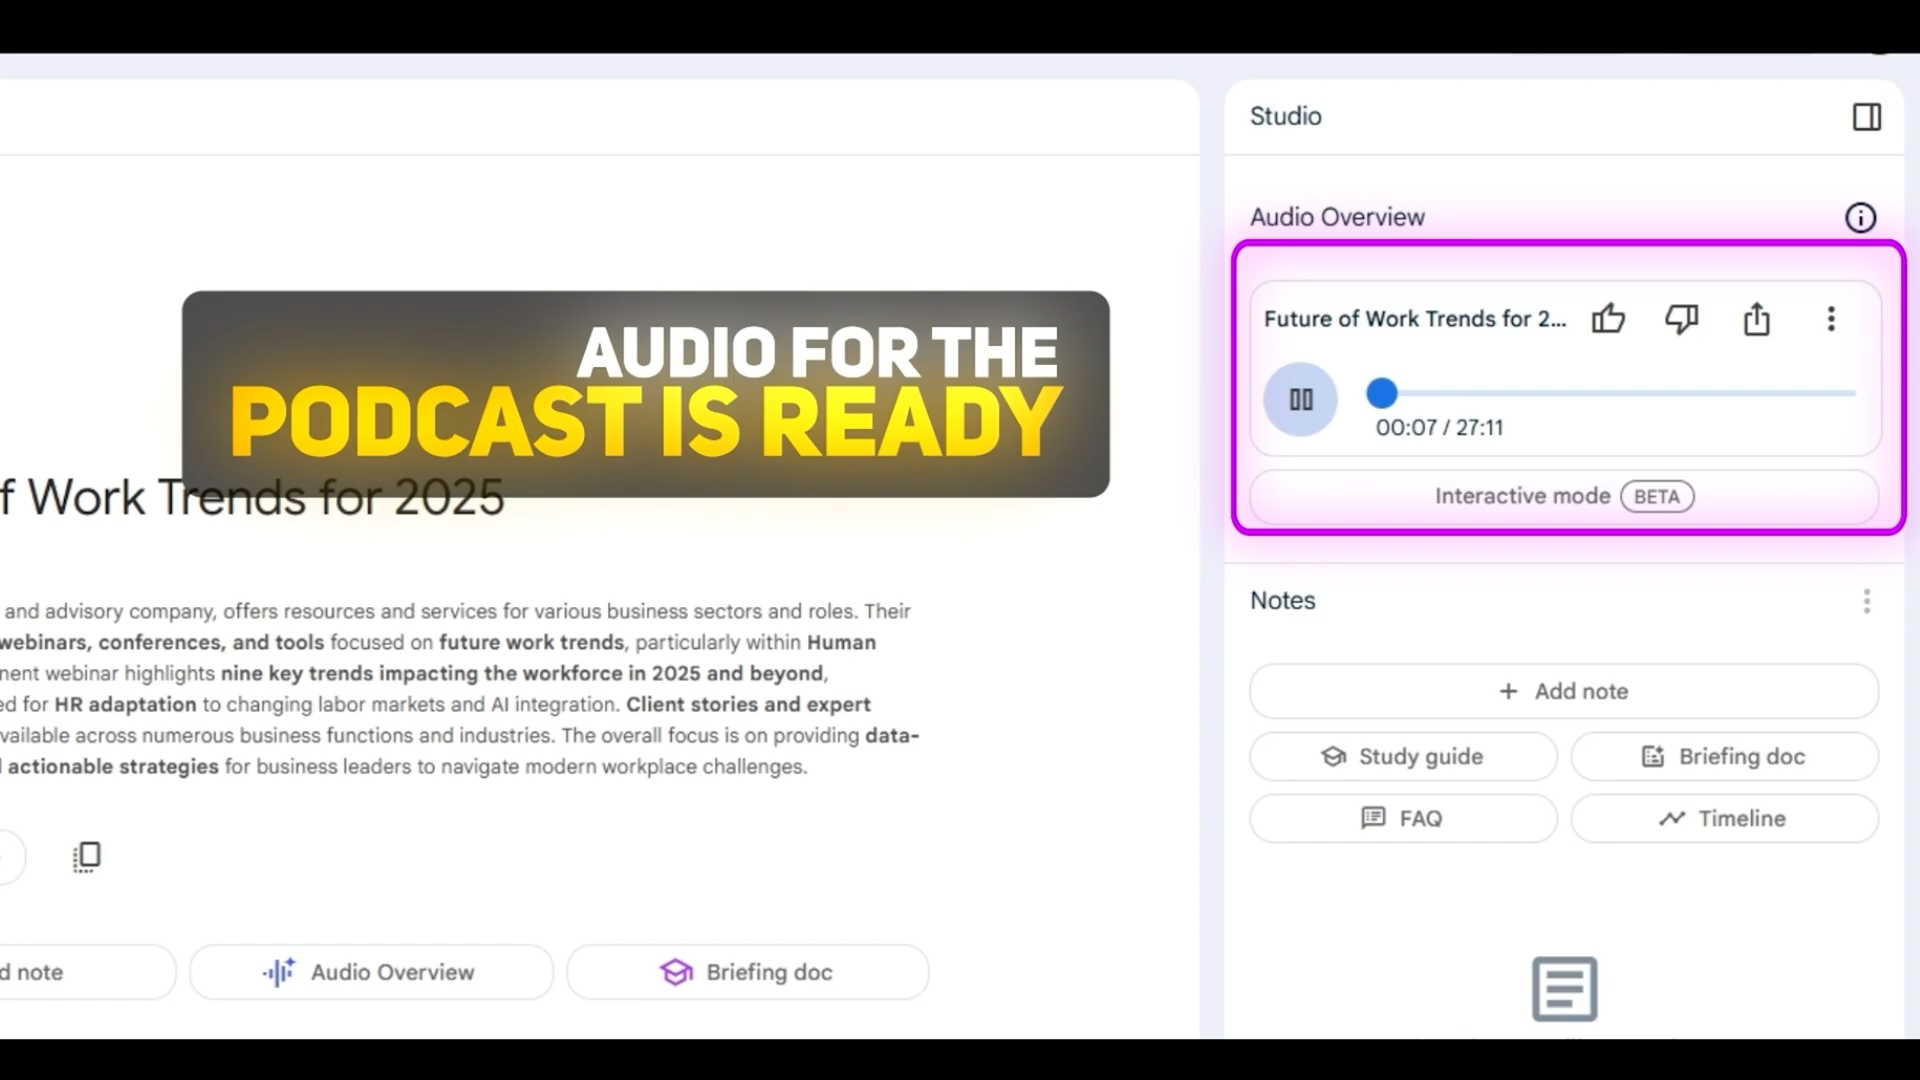 Studio
Audio Overview
Future of Work Trends for 2...
00:07 / 27:11
Interactive mode BETA
AUDIO FOR THE
PODCAST IS READY
f Work Trends for 2025
and advisory company, offers resources and services for various business sectors and roles. Their
webinars, conferences, and tools focused on future work trends, particularly within Human
nent webinar highlights nine key trends impacting the workforce in 2025 and beyond,
ed for HR adaptation to changing labor markets and AI integration. Client stories and expert
vailable across numerous business functions and industries. The overall focus is on providing data-
actionable strategies for business leaders to navigate modern workplace challenges.
d note
Audio Overview
Briefing doc
Notes
+ Add note
Study guide
Briefing doc
FAQ
Timeline